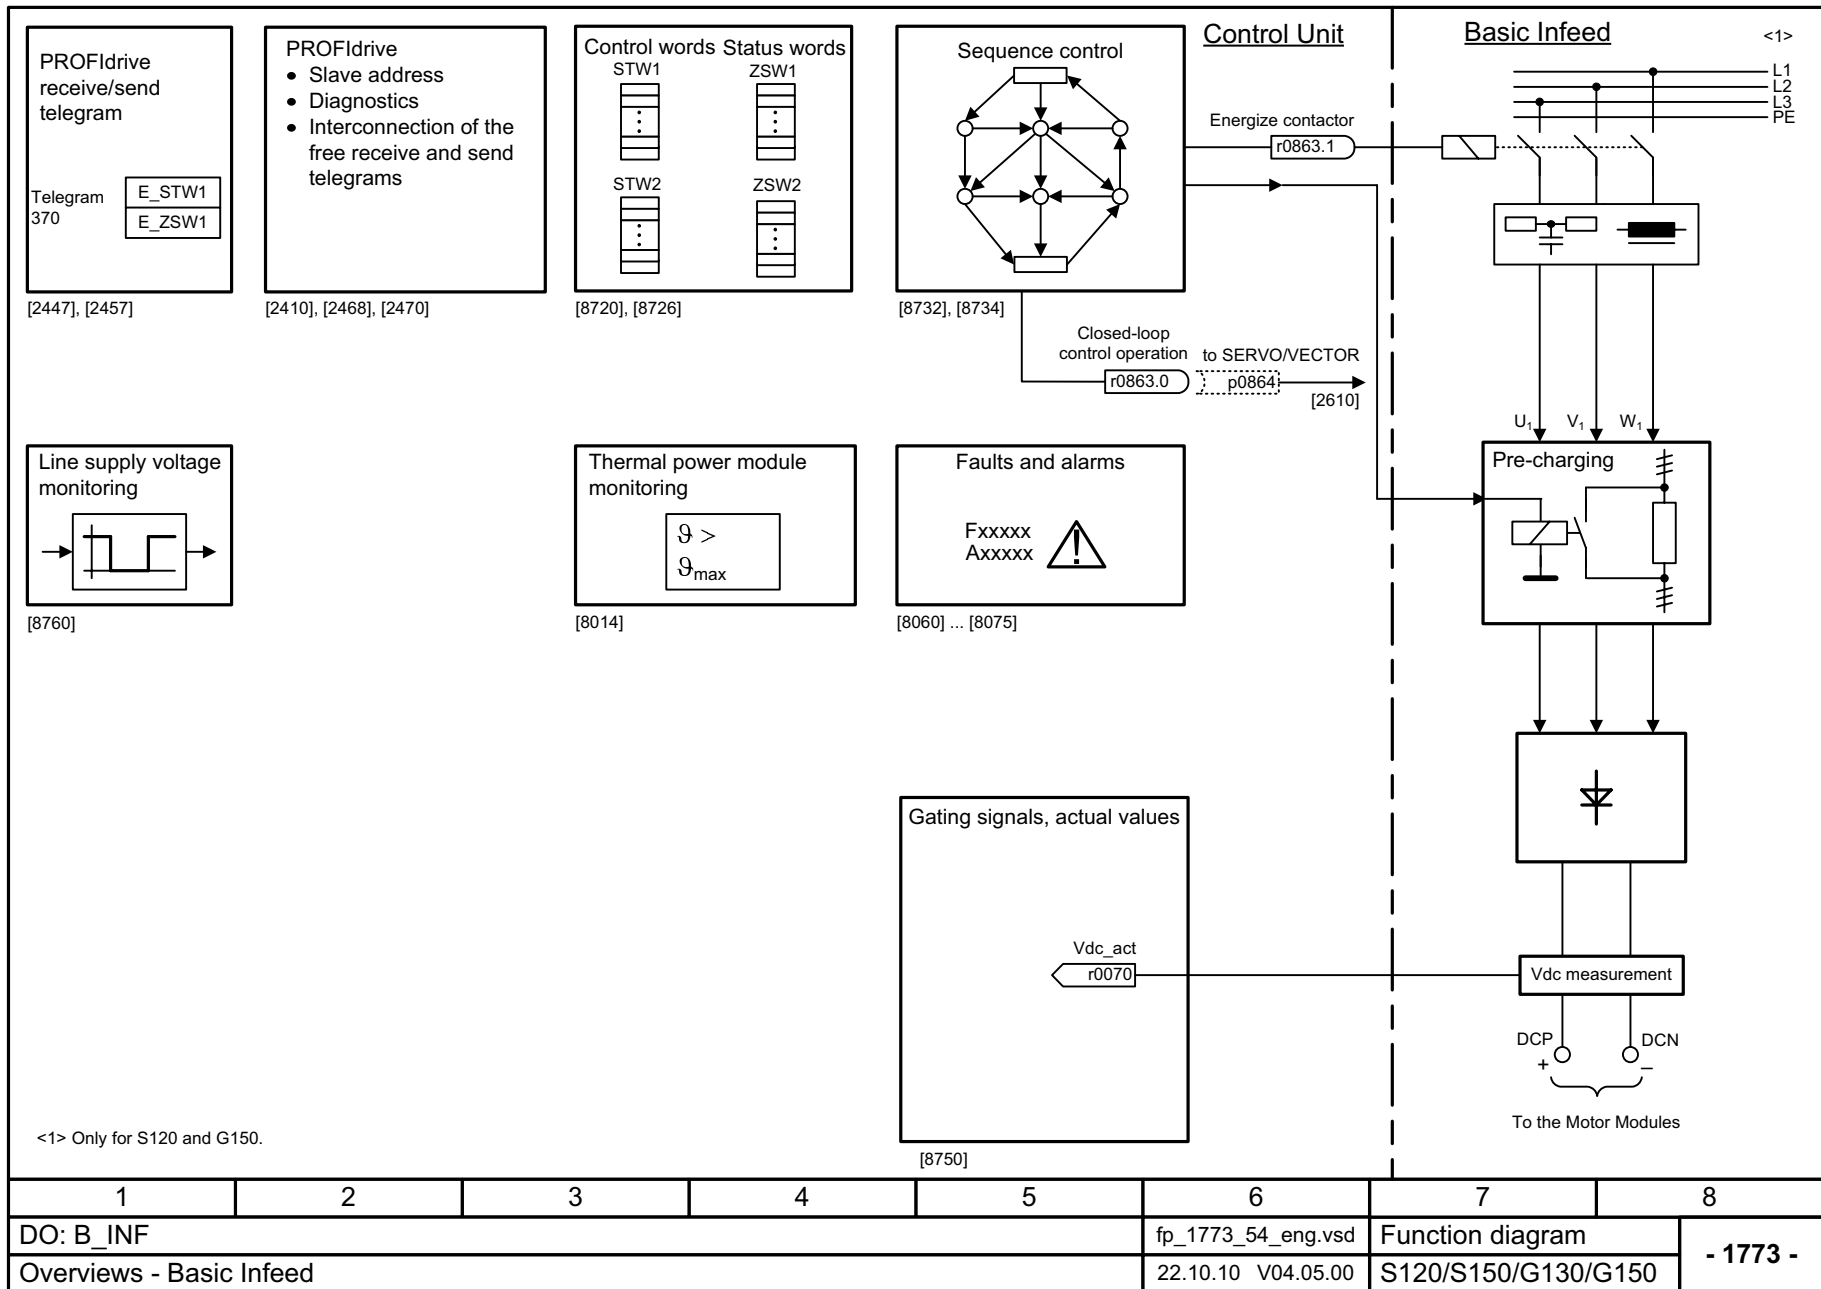 PROFIdrive
receive/send
telegram
Telegram
370
E_STW1
E_ZSW1
[2447], [2457]
PROFIdrive
• Slave address
• Diagnostics
• Interconnection of the
free receive and send
telegrams
[2410], [2468], [2470]
Control words Status words
STW1 ZSW1
STW2 ZSW2
[8720], [8726]
Sequence control
[8732], [8734]
Control Unit
Energize contactor
r0863.1
Closed-loop
control operation
r0863.0
to SERVO/VECTOR
p0864
[2610]
Basic Infeed
<1>
L1
L2
L3
PE
U1 V1 W1
Pre-charging
Line supply voltage
monitoring
[8760]
Thermal power module
monitoring
ϑ >
ϑmax
[8014]
Faults and alarms
Fxxxxx
Axxxxx
!
[8060] ... [8075]
Gating signals, actual values
Vdc_act
r0070
[8750]
Vdc measurement
DCP DCN
+ –
To the Motor Modules
<1> Only for S120 and G150.
1 2 3 4 5 6 7 8
DO: B_INF
fp_1773_54_eng.vsd
Function diagram
- 1773 -
Overviews - Basic Infeed
22.10.10 V04.05.00
S120/S150/G130/G150